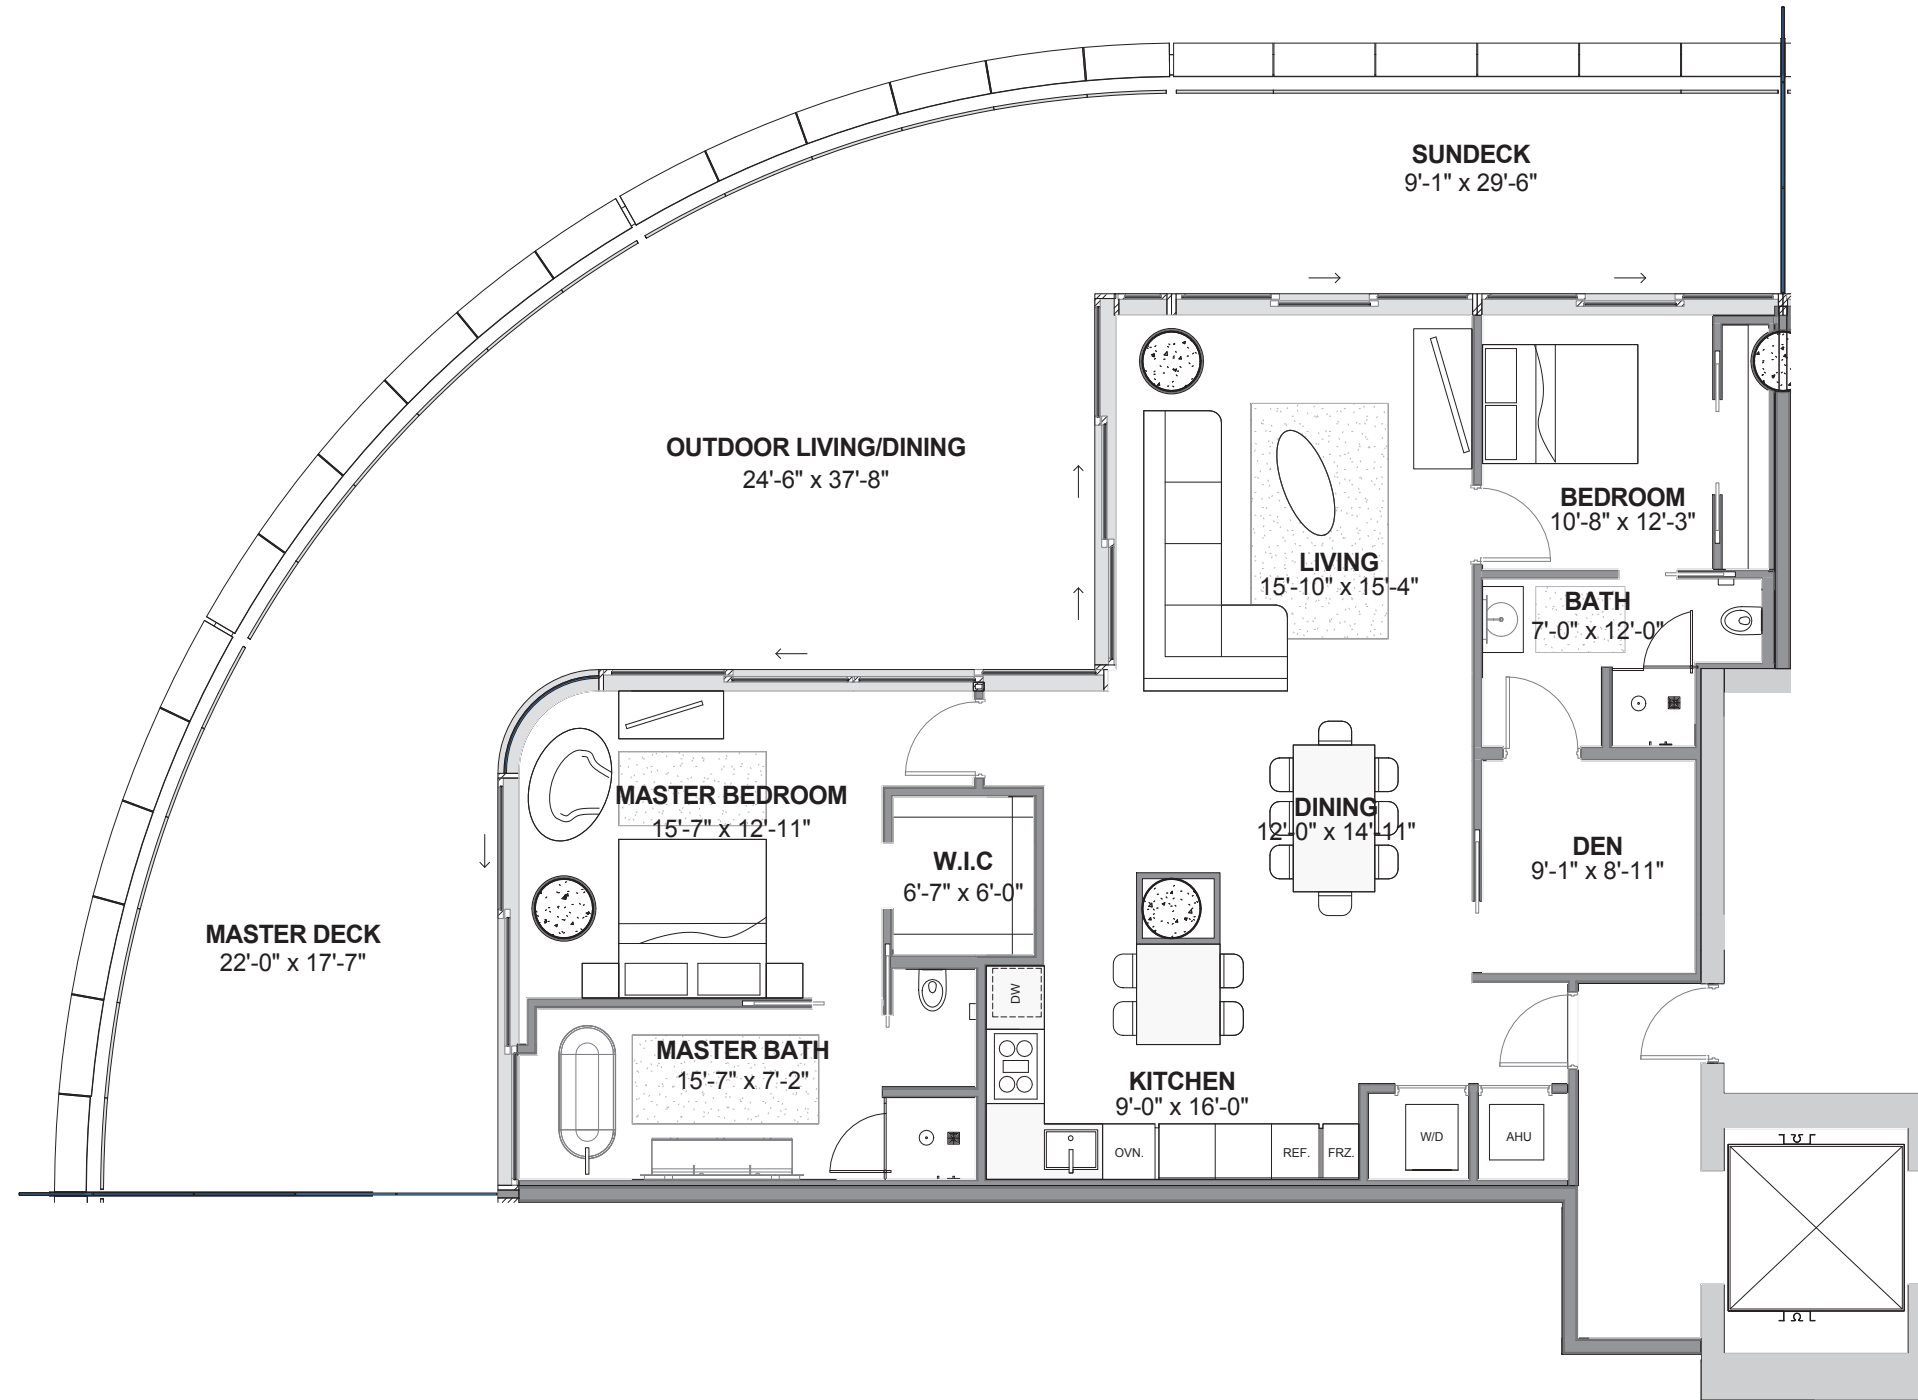 SUNDECK
9'-1" x 29'-6"
OUTDOOR LIVING/DINING
24'-6" x 37'-8"
BEDROOM
10'-8" x 12'-3"
LIVING
15'-10" x 15'-4"
BATH
7'-0" x 12'-0"
MASTER BEDROOM
15'-7" x 12'-11"
DINING
12'-0" x 14'-11"
W.I.C
6'-7" x 6'-0"
DEN
9'-1" x 8'-11"
MASTER DECK
22'-0" x 17'-7"
DW
MASTER BATH
15'-7" x 7'-2"
KITCHEN
9'-0" x 16'-0"
OVN.
REF.
FRZ.
W/D
AHU